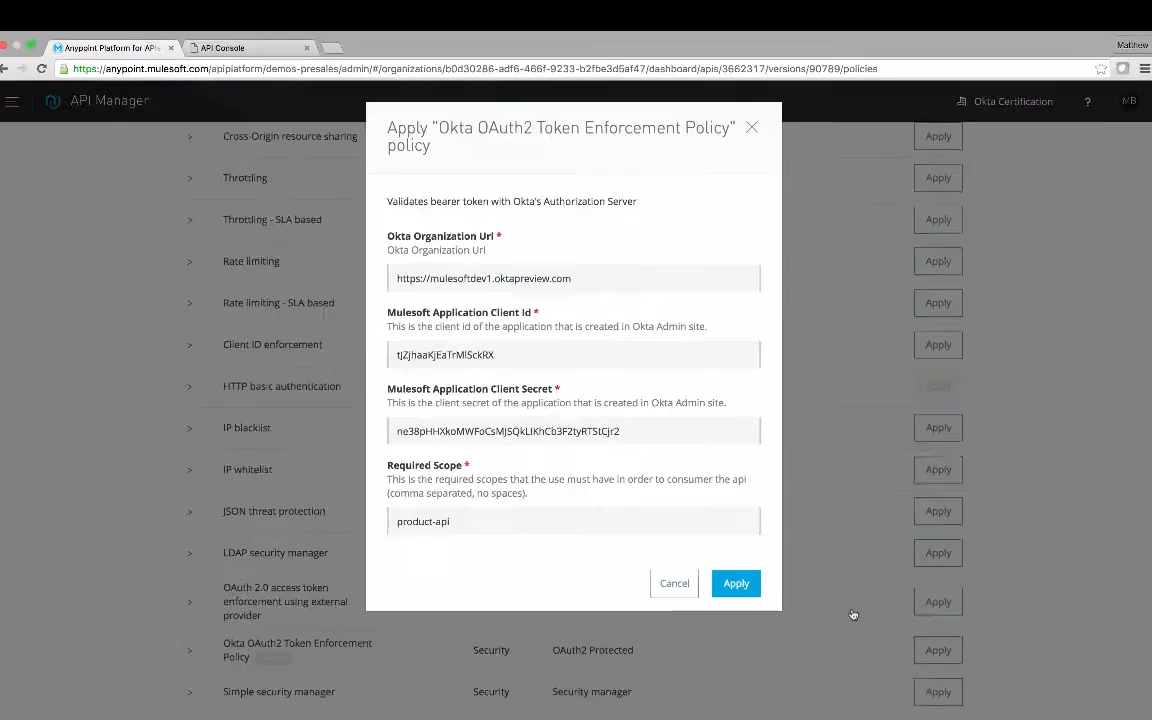 Anypoint Platform for APIs
API Console
Matthew
https://anypoint.mulesoft.com/apiplatform/demos-presales/admin/#/organizations/b0d30286-adf6-466f-9233-b2fbe3d5af47/dashboard/apis/3662317/versions/90789/policies
API Manager
Okta Certification
?
MB
Apply "Okta OAuth2 Token Enforcement Policy"
policy
Validates bearer token with Okta's Authorization Server
Okta Organization Url *
Okta Organization Url
https://mulesoftdev1.oktapreview.com
Mulesoft Application Client Id *
This is the client id of the application that is created in Okta Admin site.
tJZjhaaKjEaTrMlSckRX
Mulesoft Application Client Secret *
This is the client secret of the application that is created in Okta Admin site.
ne38pHHXkoMWFoCsMJSQkLIKhCb3F2tyRTStCjr2
Required Scope *
This is the required scopes that the use must have in order to consumer the api
(comma separated, no spaces).
product-api
Cancel
Apply
Cross-Origin resource sharing
Apply
Throttling
Apply
Throttling - SLA based
Apply
Rate limiting
Apply
Rate limiting - SLA based
Apply
Client ID enforcement
Apply
HTTP basic authentication
Apply
IP blacklist
Apply
IP whitelist
Apply
JSON threat protection
Apply
LDAP security manager
Apply
OAuth 2.0 access token
enforcement using external
provider
Apply
Okta OAuth2 Token Enforcement
Policy
Security
OAuth2 Protected
Apply
Simple security manager
Security
Security manager
Apply